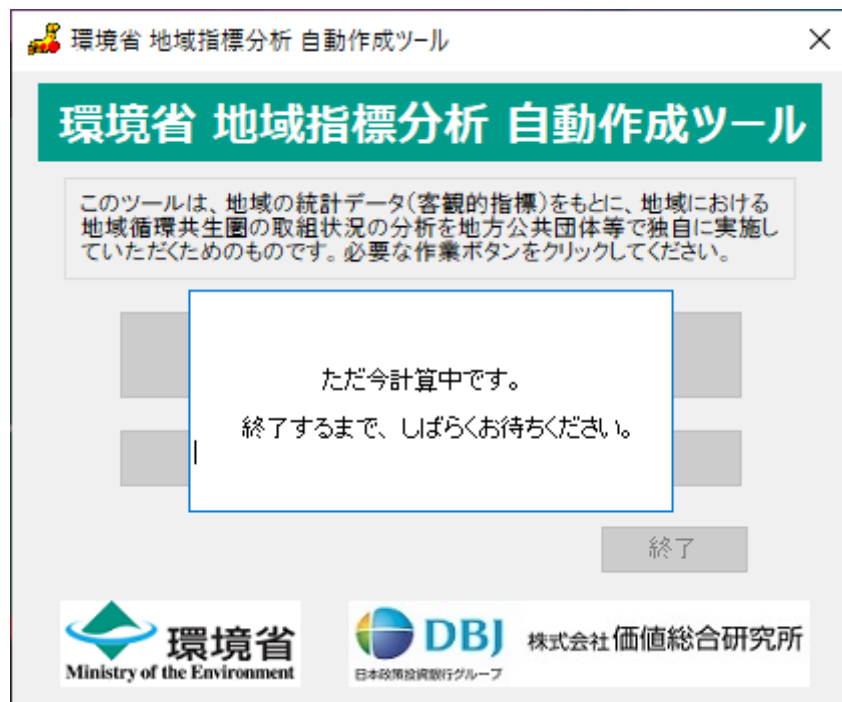 環境省 地域指標分析 自動作成ツール
環境省 地域指標分析 自動作成ツール
このツールは、地域の統計データ(客観的指標)をもとに、地域における
地域循環共生圏の取組状況の分析を地方公共団体等で独自に実施し
ていただくためのものです。必要な作業ボタンをクリックしてください。
ただ今計算中です。
終了するまで、しばらくお待ちください。
終了
環境省
Ministry of the Environment
DBJ
日本政策投資銀行グループ
株式会社価値総合研究所